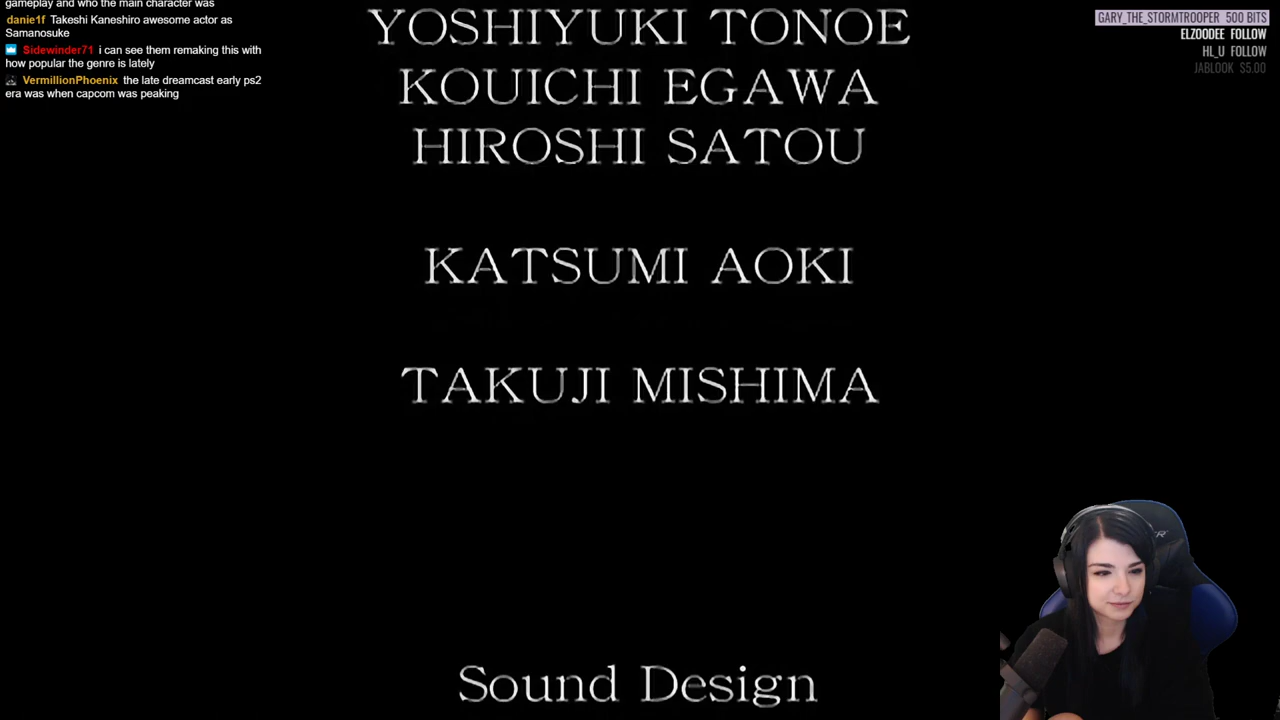 gameplay and who the main character was
danie1f Takeshi Kaneshiro awesome actor as
Samanosuke
Sidewinder71 i can see them remaking this with
how popular the genre is lately
VermillionPhoenix the late dreamcast early ps2
era was when capcom was peaking
YOSHIYUKI TONOE
KOUICHI EGAWA
HIROSHI SATOU
KATSUMI AOKI
TAKUJI MISHIMA
Sound Design
GARY_THE_STORMTROOPER 500 BITS
ELZOODEE FOLLOW
HL_U FOLLOW
JABLOOK $5.00